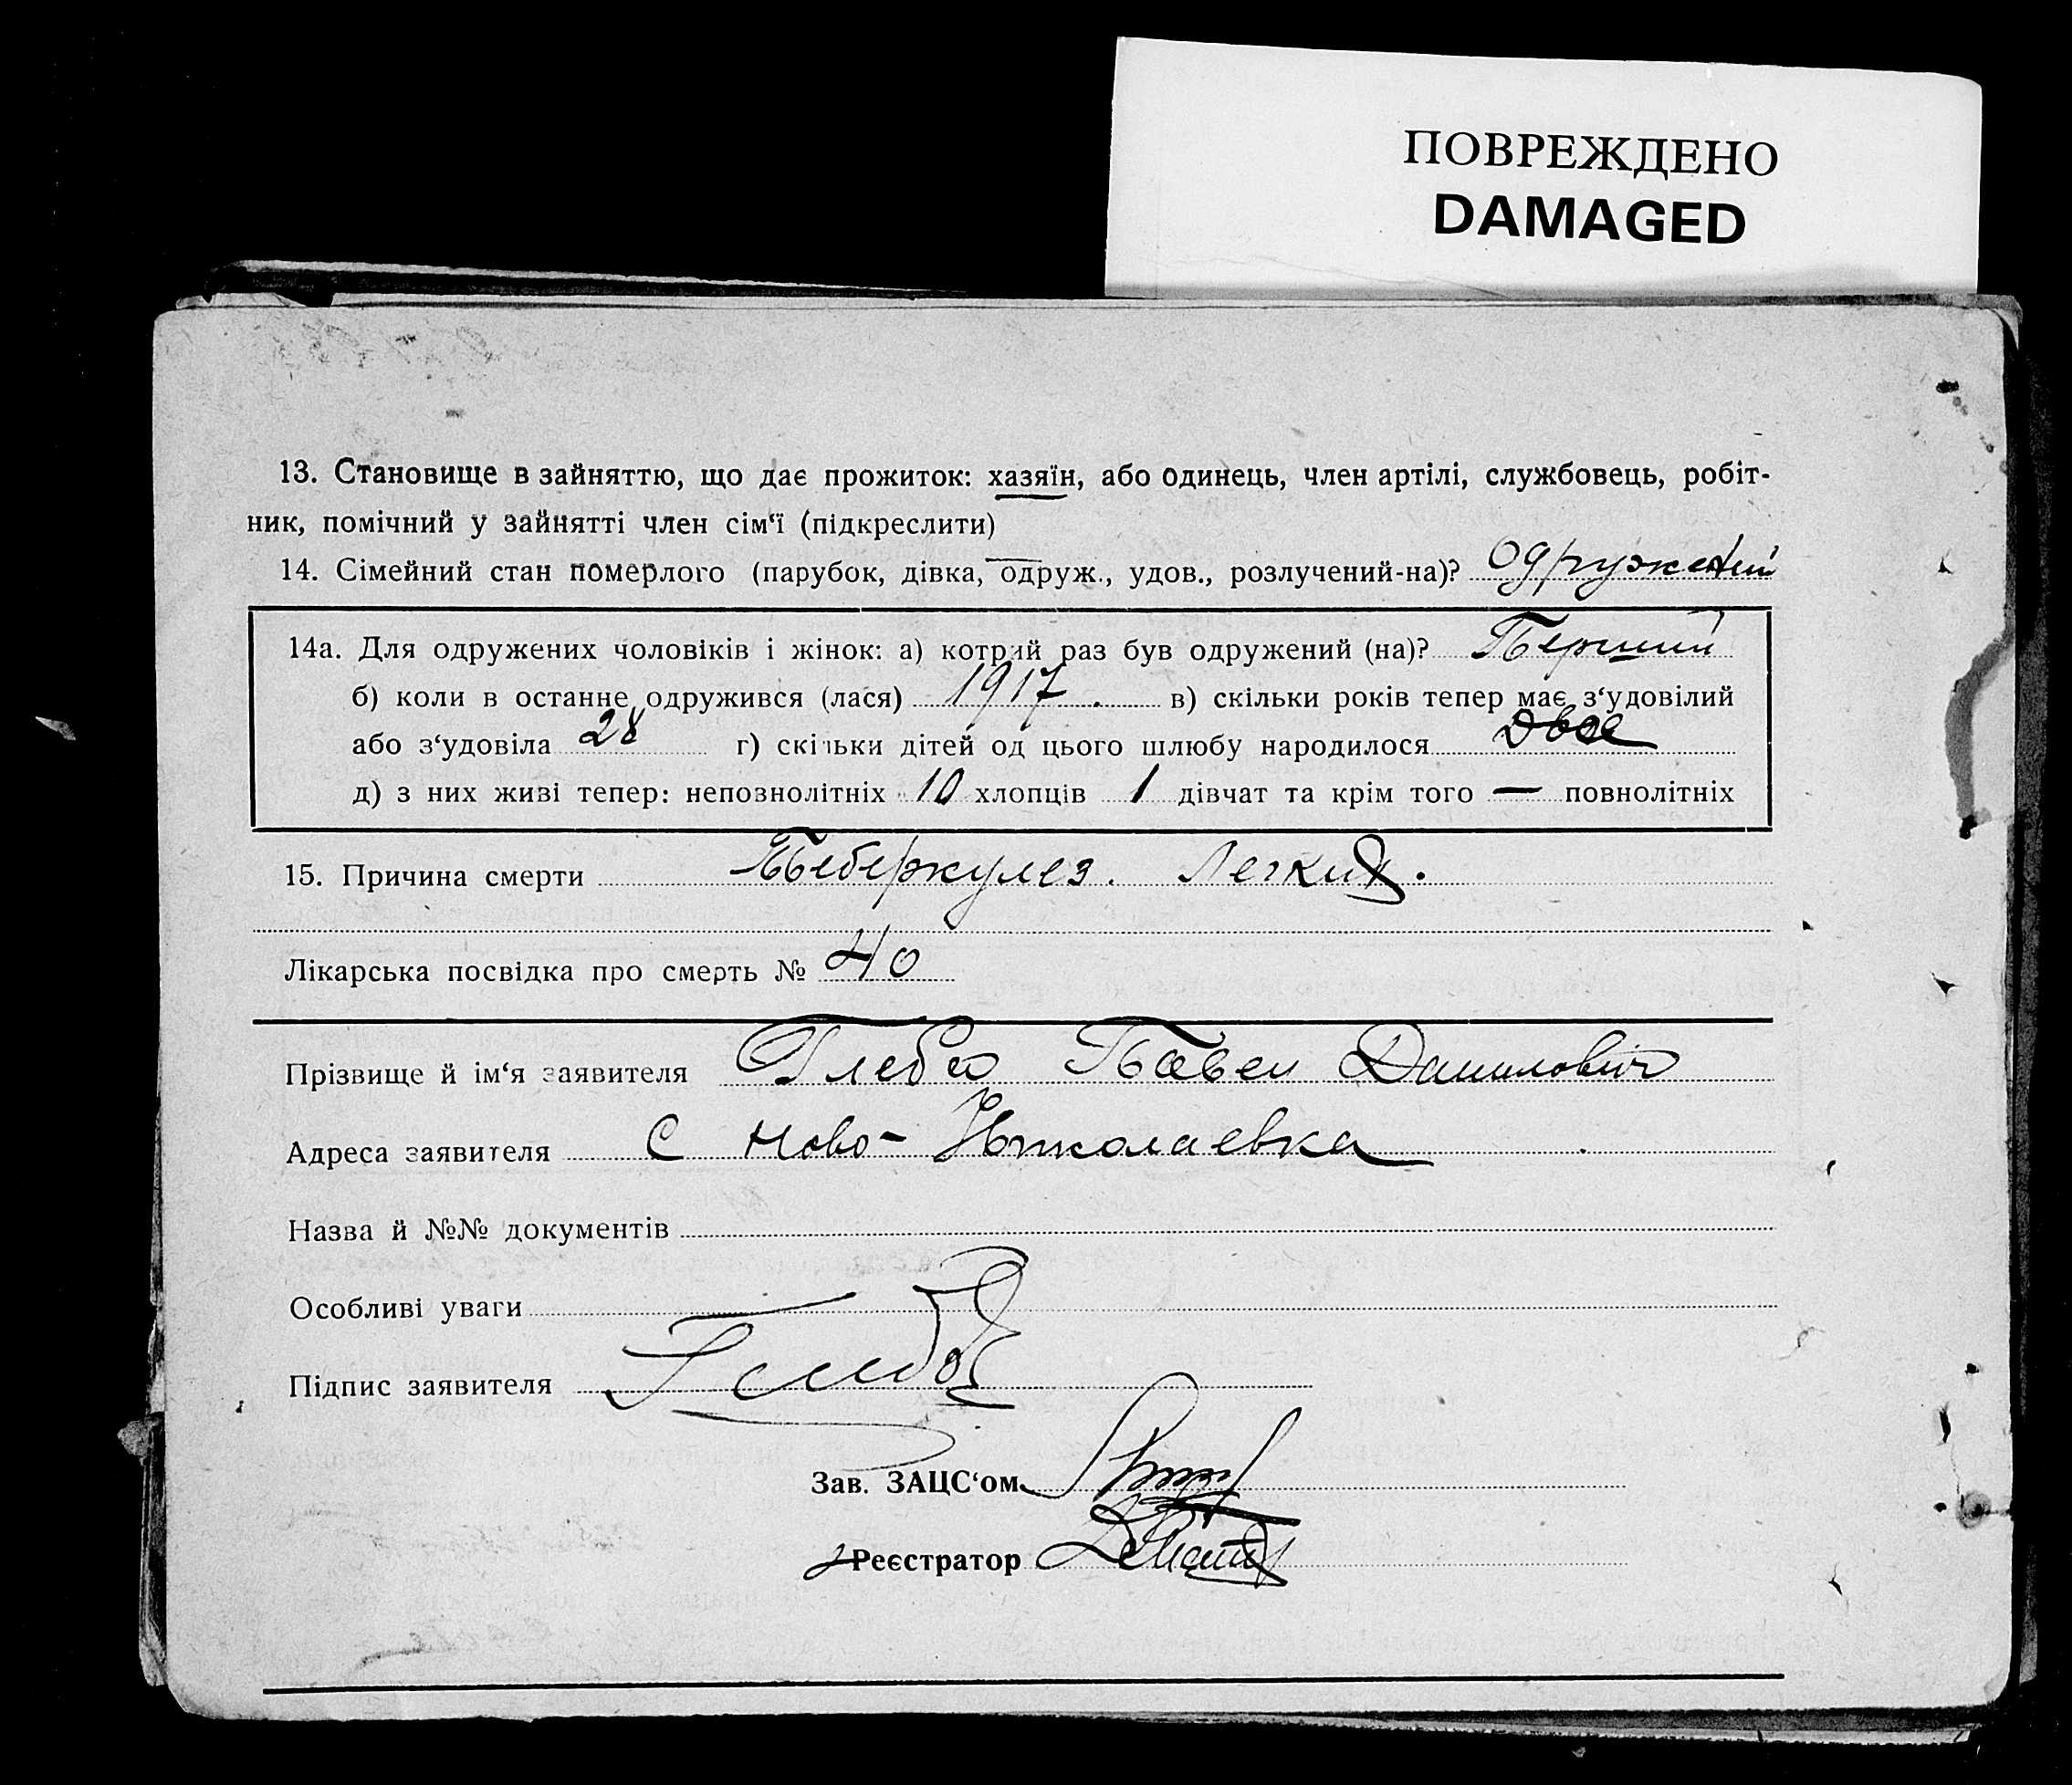 ПОВРЕЖДЕНО
DAMAGED
13. Становище в зайняттю, що дає прожиток: хазяїн, або одинець, член артілі, службовець, робіт-
ник, помічний у зайнятті член сім‘ї (підкреслити)
14. Сімейний стан померлого (парубок, дівка, одруж., удов., розлучений-на)? Одружений
14а. Для одружених чоловіків і жінок: а) котрий раз був одружений (на)? Перший
б) коли в останнє одружився (лася) 1917. в) скільки років тепер має з‘удовілий
або з‘удовіла 28 г) скільки дітей од цього шлюбу народилося Двое
д) з них живі тепер: непознолітніх 10 хлопців 1 дівчат та крім того — повнолітніх
15. Причина смерти Теберкулез. Легких.
Лікарська посвідка про смерть № 40
Прізвище й ім‘я заявителя Глебо Павел Данилович
Адреса заявителя С Ново-Николаевка
Назва й №№ документів
Особливі уваги
Підпис заявителя
Зав. ЗАЦС‘ом
Реєстратор